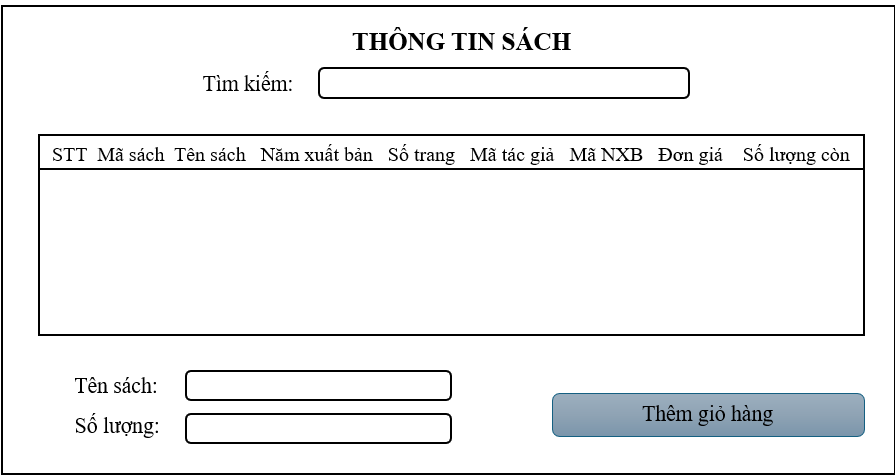 THÔNG TIN SÁCH
Tìm kiếm:
STT Mã sách Tên sách Năm xuất bản Số trang Mã tác giả Mã NXB Đơn giá Số lượng còn
Tên sách:
Số lượng:
Thêm giỏ hàng